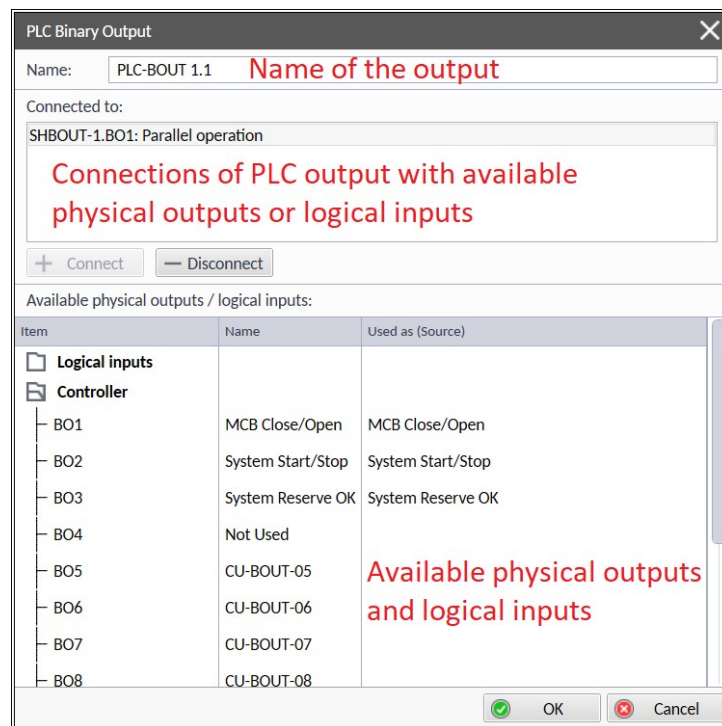 PLC Binary Output
Name: PLC-BOUT 1.1 Name of the output
Connected to:
SHBOUT-1.BO1: Parallel operation
Connections of PLC output with available
physical outputs or logical inputs
Connect Disconnect
Available physical outputs / logical inputs:
Item Name Used as (Source)
Logical inputs
Controller
BO1 MCB Close/Open MCB Close/Open
BO2 System Start/Stop System Start/Stop
BO3 System Reserve OK System Reserve OK
BO4 Not Used
BO5 CU-BOUT-05
Available physical outputs
BO6 CU-BOUT-06
and logical inputs
BO7 CU-BOUT-07
BO8 CU-BOUT-08
OK Cancel